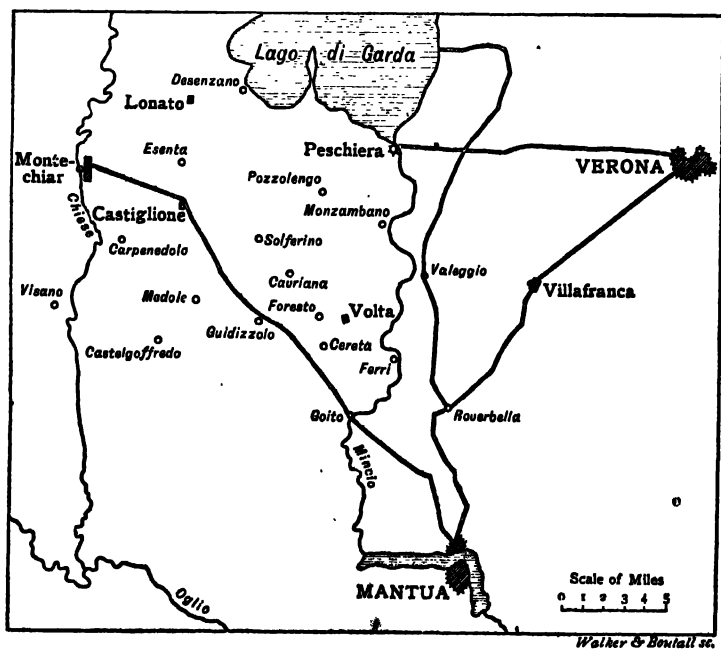 Lago di Garda
Desenzano
Lonato
Peschiera
VERONA
Esenta
Monte-
chiar
Pozzolengo
Castiglione
Chiese
Monzambano
Carpenedolo
Solferino
Cauriana
Valeggio
Visano
Medole
Foresto
Volta
Villafranca
Guidizzolo
Castelgoffredo
Cereta
Ferri
Goito
Roverbella
Mincio
MANTUA
Scale of Miles
0 1 2 3 4 5
Oglio
Walker & Boutall sc.